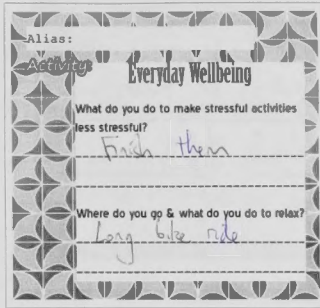 Alias:
Activity:
Everyday Wellbeing
What do you do to make stressful activities
less stressful?
Finish them
Where do you go & what do you do to relax?
Long bike ride